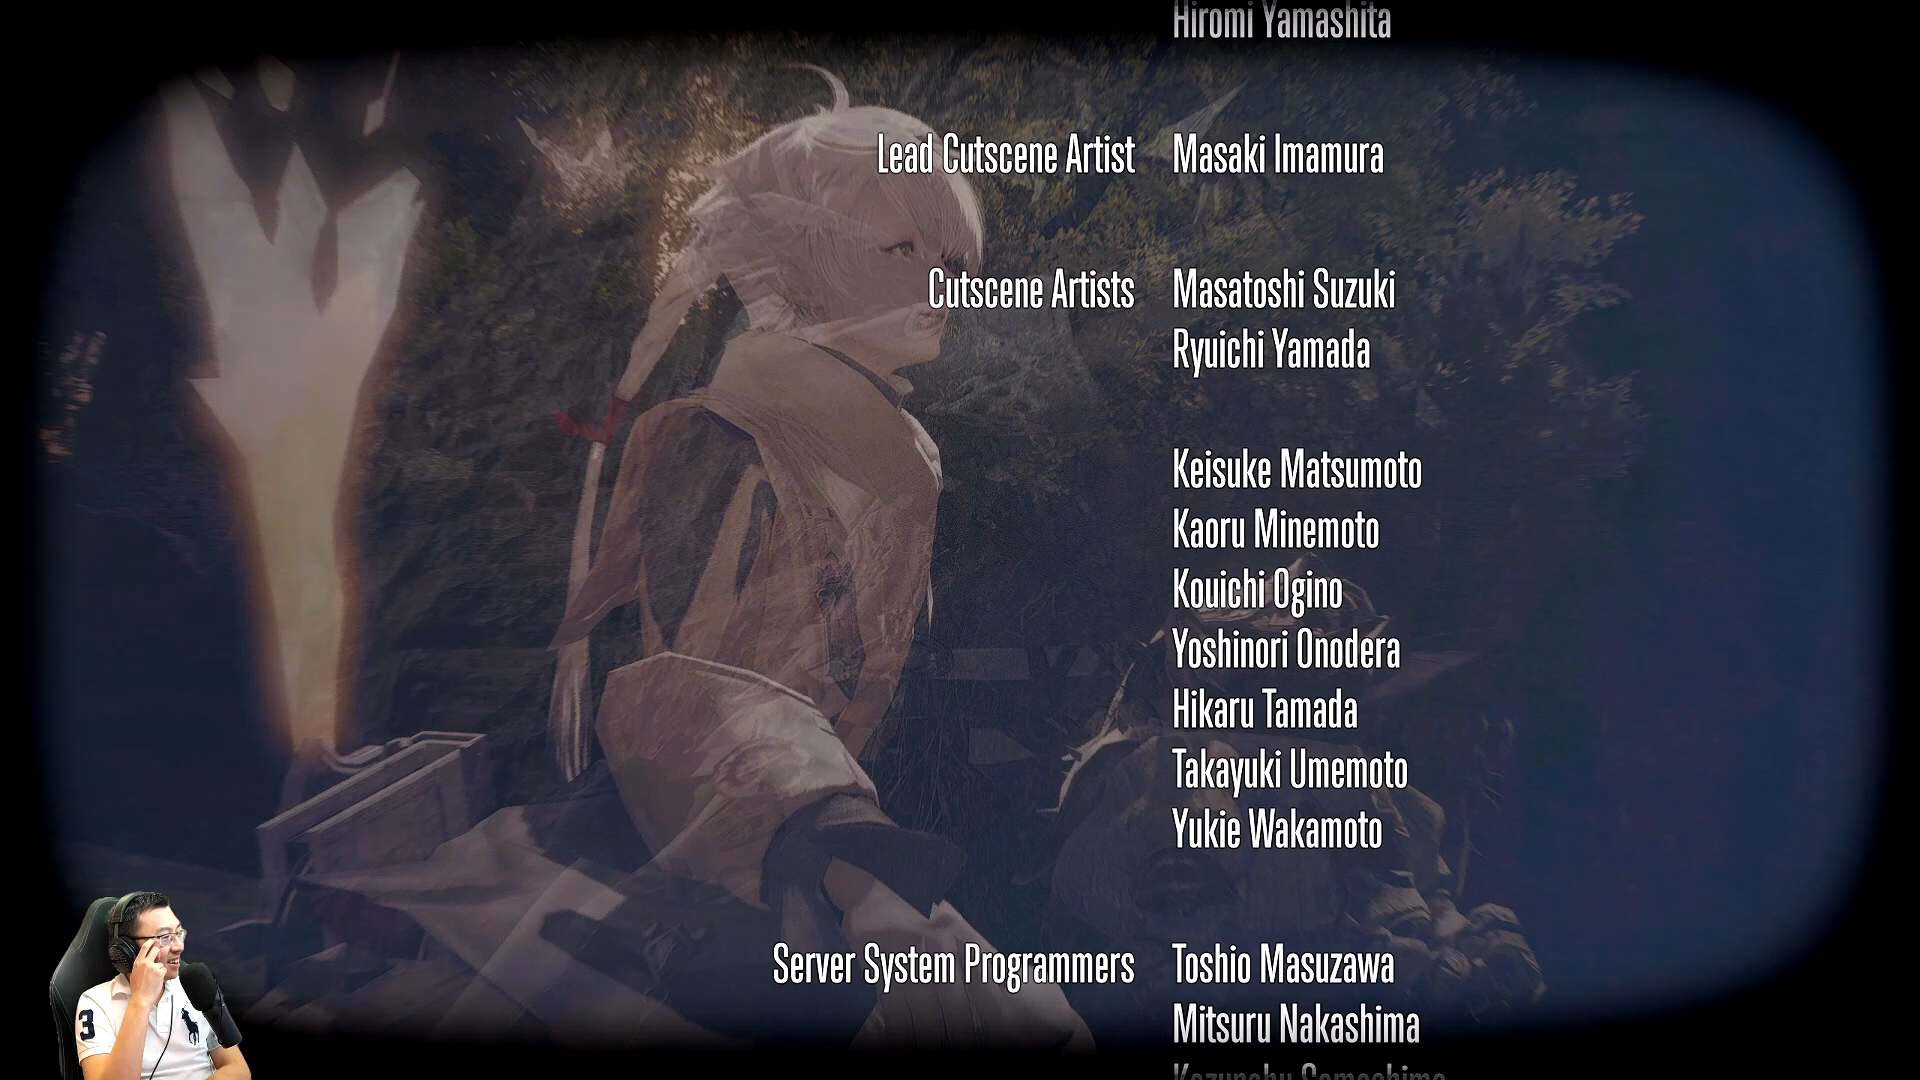 Hiromi Yamashita
Lead Cutscene Artist Masaki Imamura
Cutscene Artists Masatoshi Suzuki
Ryuichi Yamada
Keisuke Matsumoto
Kaoru Minemoto
Kouichi Ogino
Yoshinori Onodera
Hikaru Tamada
Takayuki Umemoto
Yukie Wakamoto
Server System Programmers Toshio Masuzawa
Mitsuru Nakashima
3